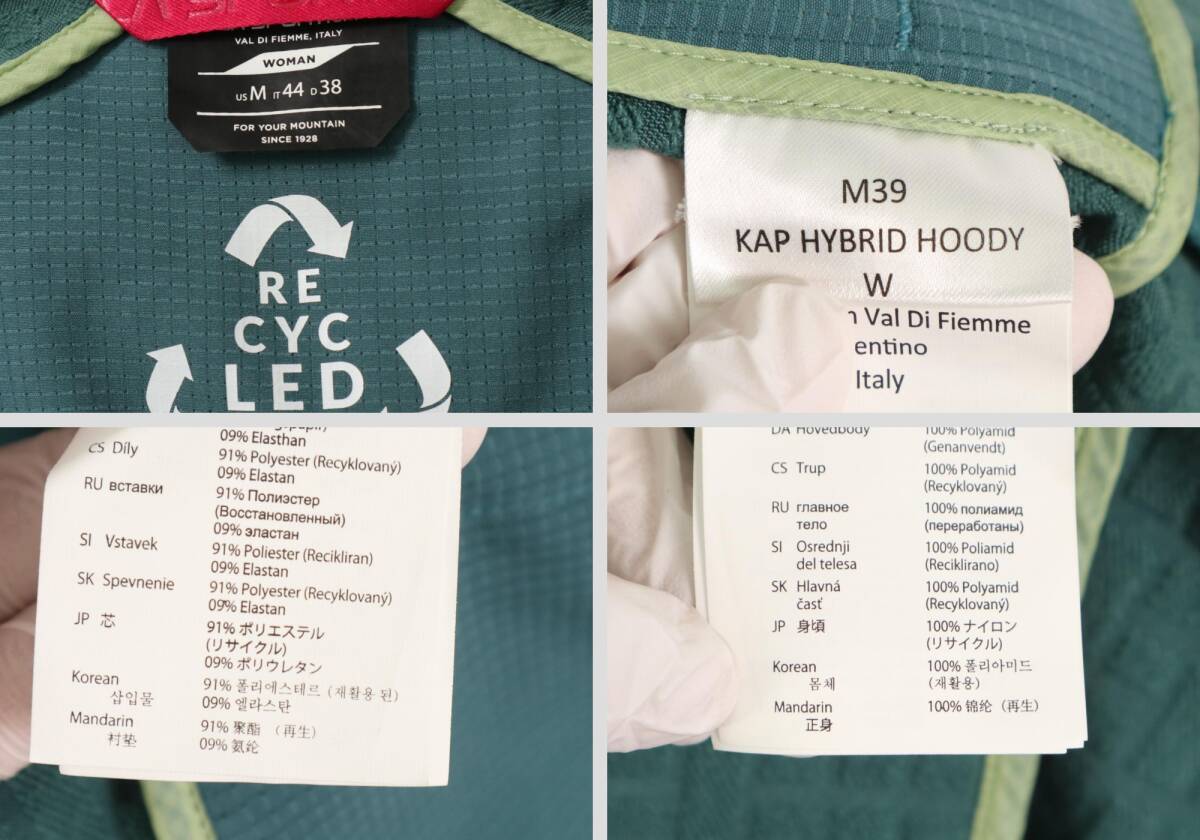 VAL DI FIEMME, ITALY
WOMAN
US M IT 44 D 38
FOR YOUR MOUNTAIN
SINCE 1928
RE
CYC
LED
M39
KAP HYBRID HOODY
W
Val Di Fiemme
entino
Italy
09% Elasthan
CS Díly 91% Polyester (Recyklovaný)
09% Elastan
RU вставки 91% Полиэстер
(Восстановленный)
09% эластан
SI Vstavek 91% Poliester (Recikliran)
09% Elastan
SK Spevnenie 91% Polyester (Recyklovaný)
09% Elastan
JP 芯 91% ポリエステル
(リサイクル)
09% ポリウレタン
Korean 91% 폴리에스테르 (재활용 된)
삽입물 09% 엘라스탄
Mandarin 91% 聚酯 （再生）
衬垫 09% 氨纶
DA Hovedbody 100% Polyamid
(Genanvendt)
CS Trup 100% Polyamid
(Recyklovaný)
RU главное 100% полиамид
тело (переработаны)
SI Osrednji 100% Poliamid
del telesa (Reciklirano)
SK Hlavná 100% Polyamid
časť (Recyklovaný)
JP 身頃 100% ナイロン
(リサイクル)
Korean 100% 폴리아미드
몸체 (재활용)
Mandarin 100% 锦纶（再生）
正身